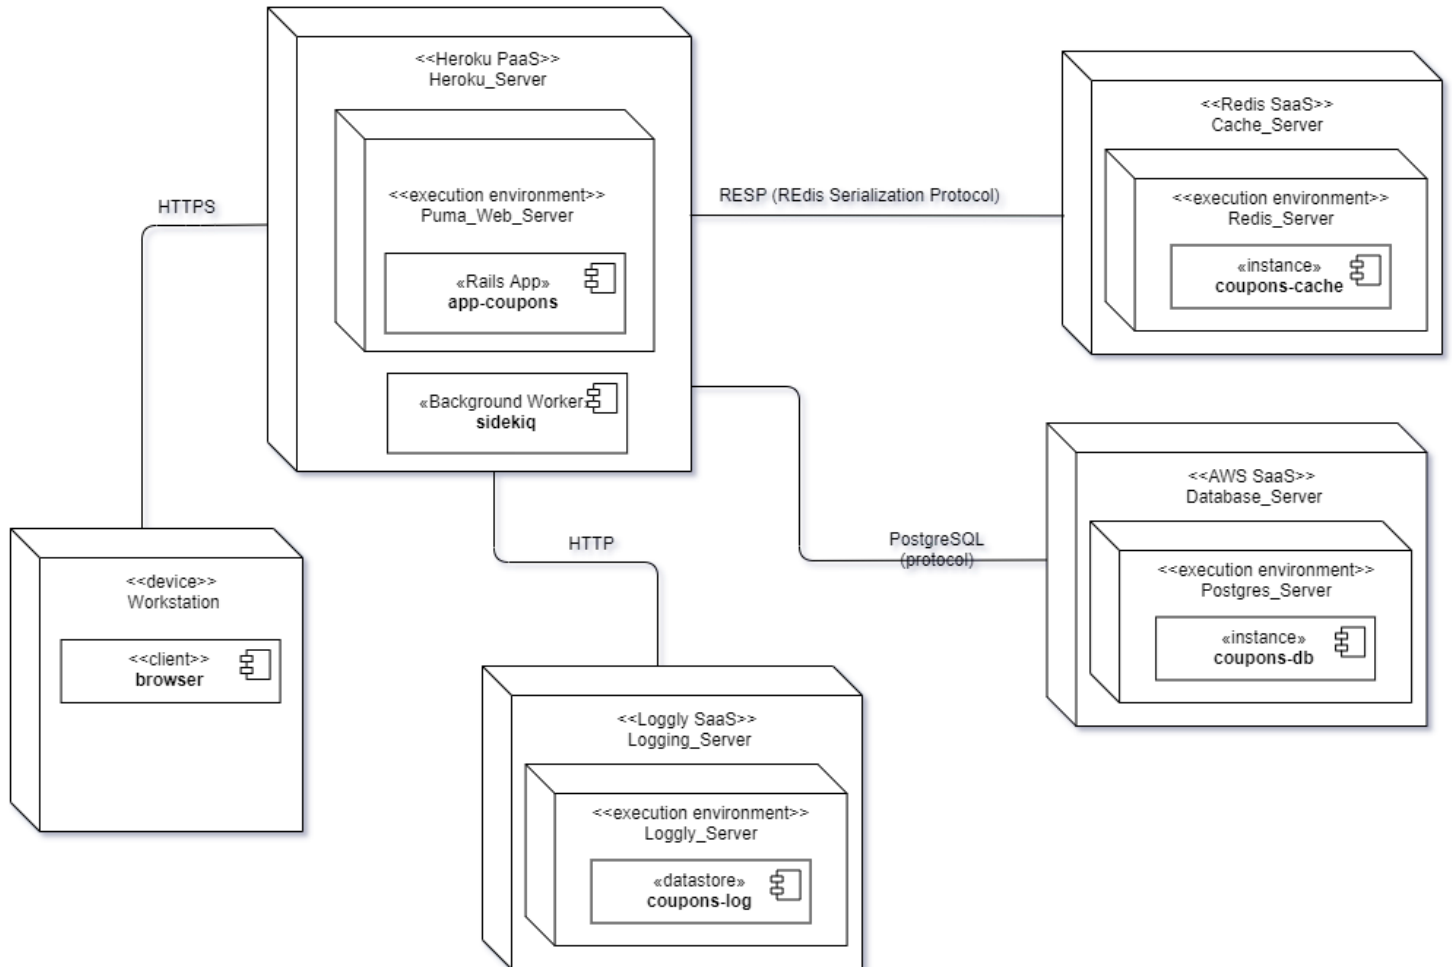 <<Heroku PaaS>>
Heroku_Server
<<execution environment>>
Puma_Web_Server
«Rails App»
app-coupons
«Background Worker»
sidekiq
HTTPS
RESP (REdis Serialization Protocol)
<<Redis SaaS>>
Cache_Server
<<execution environment>>
Redis_Server
«instance»
coupons-cache
PostgreSQL
(protocol)
<<AWS SaaS>>
Database_Server
<<execution environment>>
Postgres_Server
«instance»
coupons-db
HTTP
<<device>>
Workstation
<<client>>
browser
<<Loggly SaaS>>
Logging_Server
<<execution environment>>
Loggly_Server
«datastore»
coupons-log